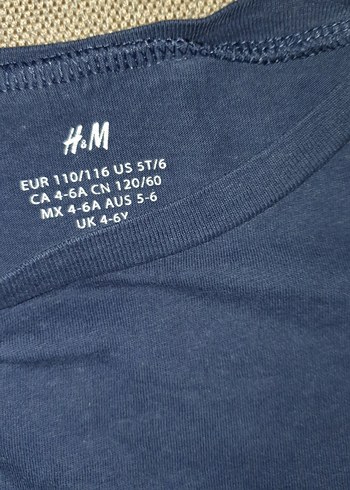 H&M
EUR 110/116 US 5T/6
CA 4-6A CN 120/60
MX 4-6A AUS 5-6
UK 4-6Y